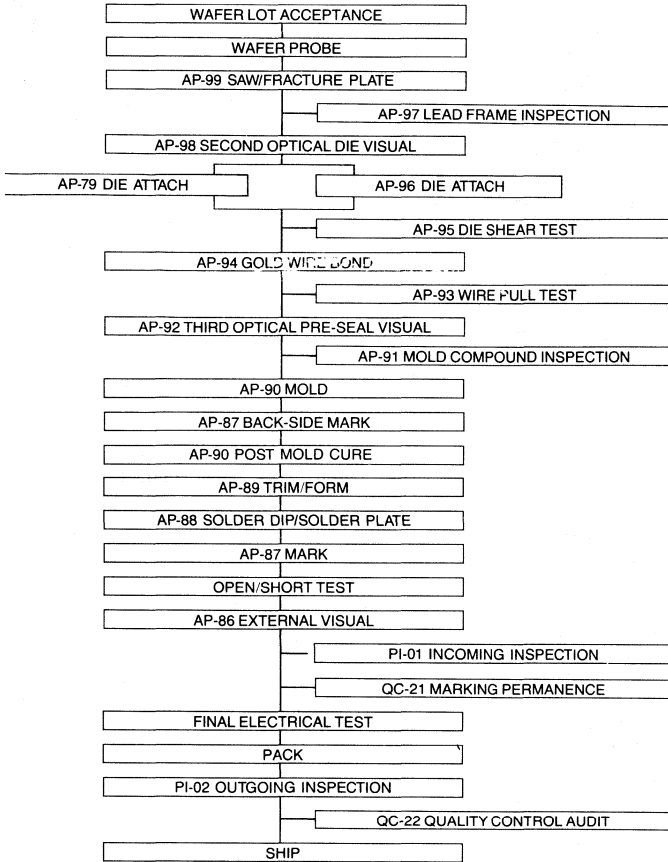 WAFER LOT ACCEPTANCE
WAFER PROBE
AP-99 SAW/FRACTURE PLATE
AP-97 LEAD FRAME INSPECTION
AP-98 SECOND OPTICAL DIE VISUAL
AP-79 DIE ATTACH
AP-96 DIE ATTACH
AP-95 DIE SHEAR TEST
AP-94 GOLD WIRE BOND
AP-93 WIRE PULL TEST
AP-92 THIRD OPTICAL PRE-SEAL VISUAL
AP-91 MOLD COMPOUND INSPECTION
AP-90 MOLD
AP-87 BACK-SIDE MARK
AP-90 POST MOLD CURE
AP-89 TRIM/FORM
AP-88 SOLDER DIP/SOLDER PLATE
AP-87 MARK
OPEN/SHORT TEST
AP-86 EXTERNAL VISUAL
PI-01 INCOMING INSPECTION
QC-21 MARKING PERMANENCE
FINAL ELECTRICAL TEST
PACK
PI-02 OUTGOING INSPECTION
QC-22 QUALITY CONTROL AUDIT
SHIP